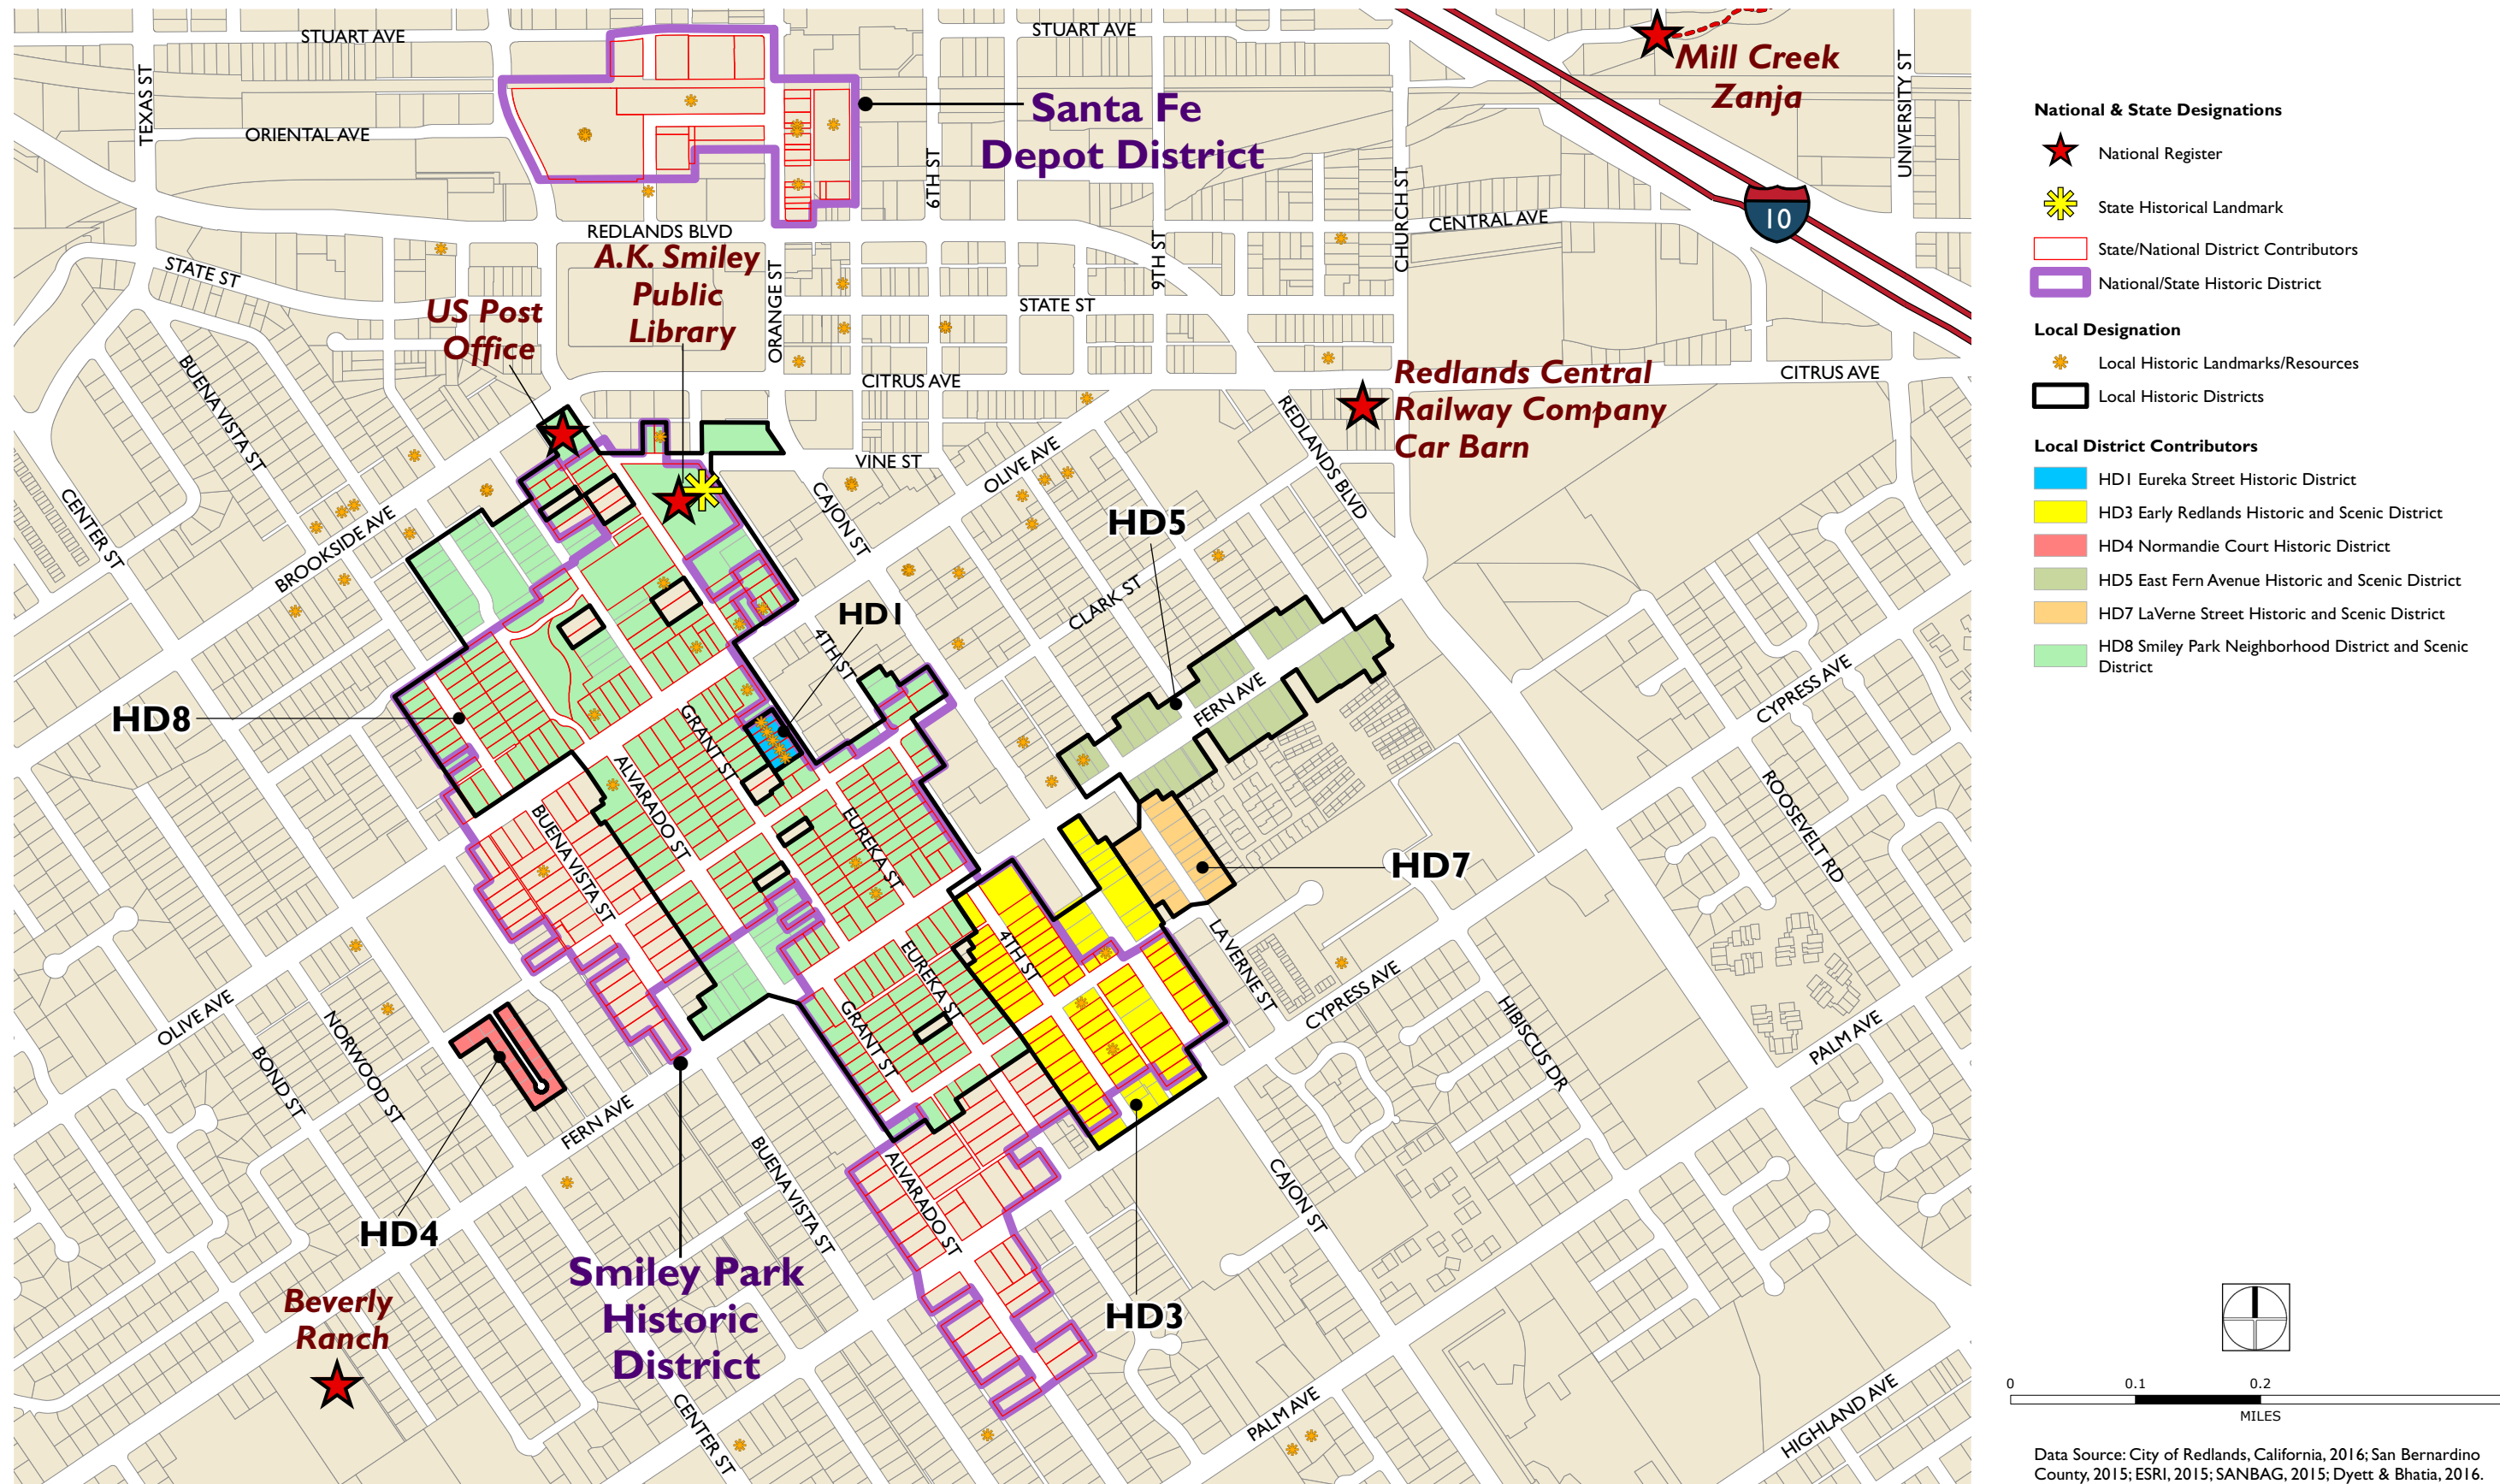 STUART AVE
STUART AVE
TEXAS ST
ORIENTAL AVE
Santa Fe
Depot District
Mill Creek
Zanja
UNIVERSITY ST
6TH ST
CHURCH ST
CENTRAL AVE
10
REDLANDS BLVD
9TH ST
STATE ST
A.K. Smiley
Public
Library
ORANGE ST
STATE ST
US Post
Office
BUENA VISTA ST
CITRUS AVE
CITRUS AVE
Redlands Central
Railway Company
Car Barn
REDLANDS BLVD
VINE ST
OLIVE AVE
CAJON ST
CENTER ST
BROOKSIDE AVE
HD5
CLARK ST
HD1
4TH ST
FERN AVE
CYPRESS AVE
HD8
GRANT ST
ALVARADO ST
BUENA VISTA ST
EUREKA ST
ROOSEVELT RD
HD7
4TH ST
EUREKA ST
LA VERNE ST
CYPRESS AVE
HIBISCUS DR
PALM AVE
GRANT ST
OLIVE AVE
NORWOOD ST
BOND ST
FERN AVE
BUENA VISTA ST
ALVARADO ST
CAJON ST
HD4
Smiley Park
Historic
District
HD3
Beverly
Ranch
CENTER ST
PALM AVE
HIGHLAND AVE
National & State Designations
National Register
State Historical Landmark
State/National District Contributors
National/State Historic District
Local Designation
Local Historic Landmarks/Resources
Local Historic Districts
Local District Contributors
HD1 Eureka Street Historic District
HD3 Early Redlands Historic and Scenic District
HD4 Normandie Court Historic District
HD5 East Fern Avenue Historic and Scenic District
HD7 LaVerne Street Historic and Scenic District
HD8 Smiley Park Neighborhood District and Scenic
District
0 0.1 0.2
MILES
Data Source: City of Redlands, California, 2016; San Bernardino
County, 2015; ESRI, 2015; SANBAG, 2015; Dyett & Bhatia, 2016.